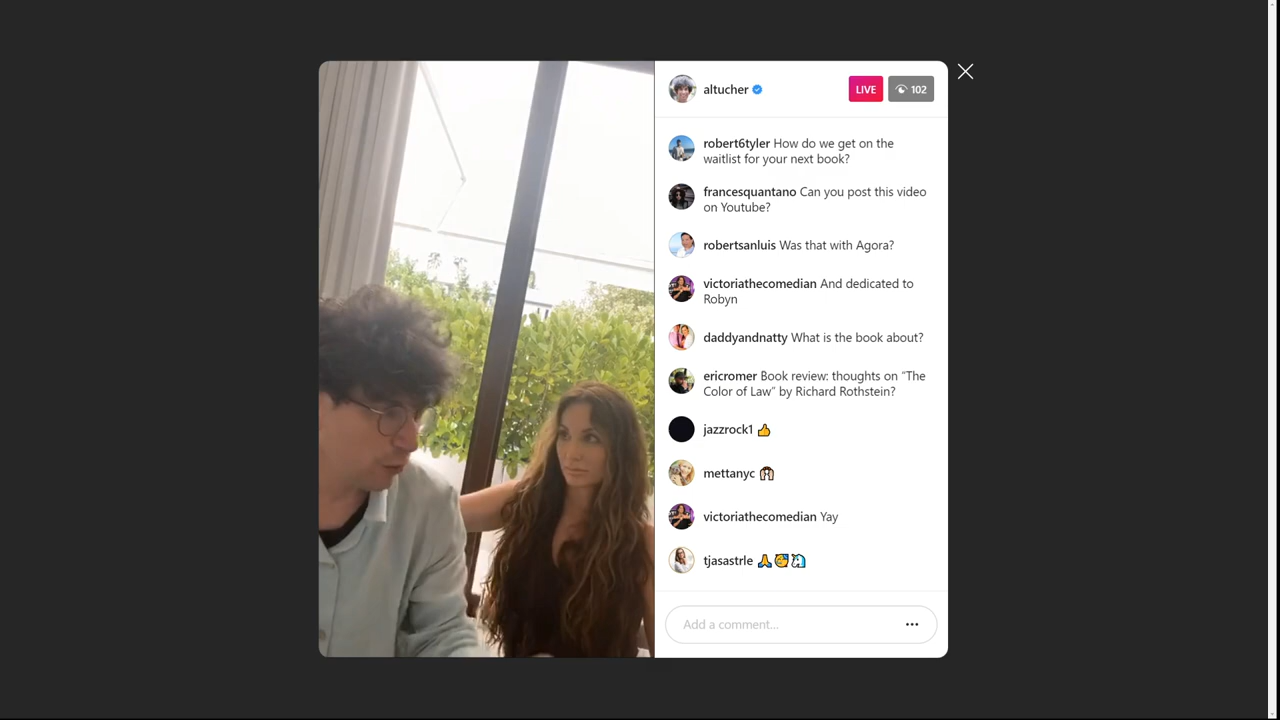 altucher
LIVE
102
robert6tyler How do we get on the
waitlist for your next book?
francesquantano Can you post this video
on Youtube?
robertsanluis Was that with Agora?
victoriathecomedian And dedicated to
Robyn
daddyandnatty What is the book about?
ericromer Book review: thoughts on “The
Color of Law” by Richard Rothstein?
jazzrock1 👍
mettanyc 🙌
victoriathecomedian Yay
tjasastrle 🙏🥳🦄
Add a comment...